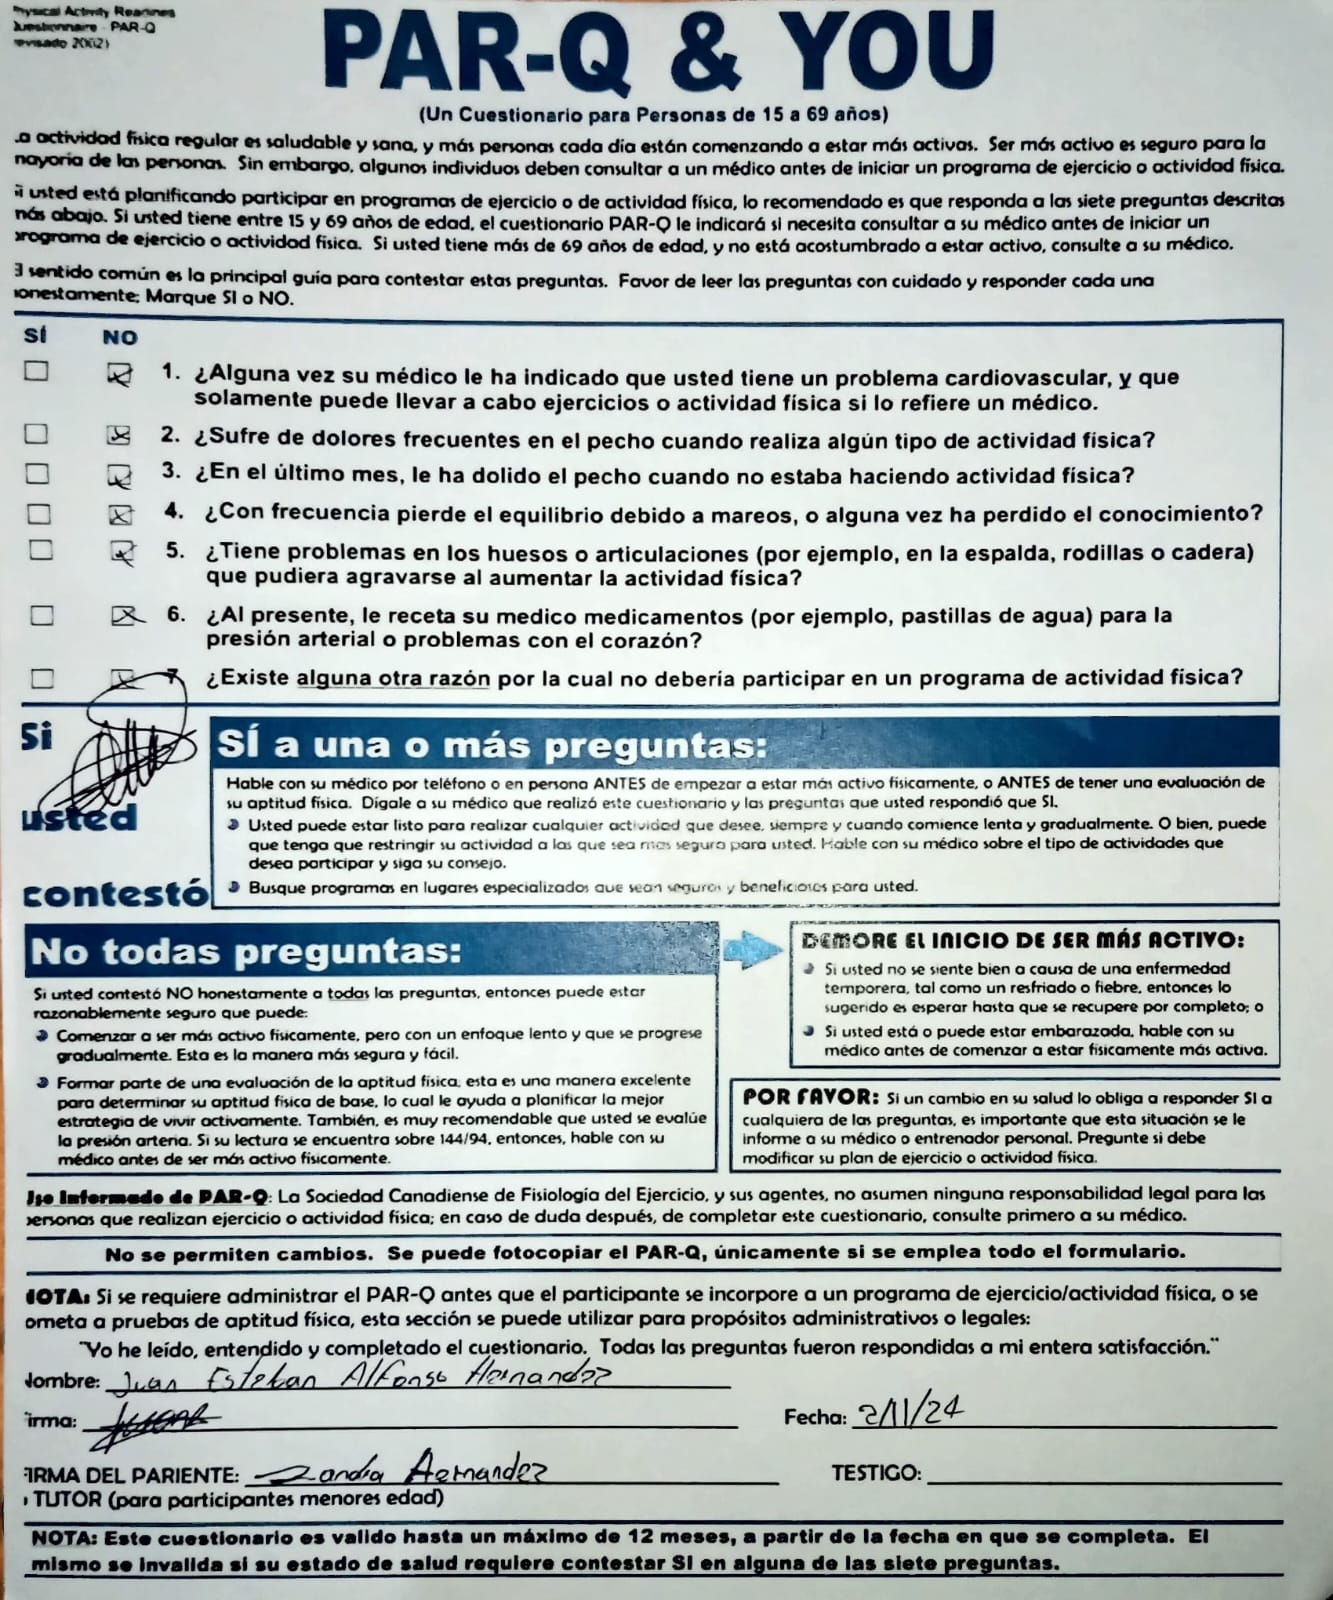 Physical Activity Readines
Questionnaire - PAR-Q
revisado 2002)
PAR-Q & YOU
(Un Cuestionario para Personas de 15 a 69 años)
.a actividad física regular es saludable y sana, y más personas cada día están comenzando a estar más activas. Ser más activo es seguro para la
nayoría de las personas. Sin embargo, algunos individuos deben consultar a un médico antes de iniciar un programa de ejercicio o actividad física.
ii usted está planificando participar en programas de ejercicio o de actividad física, lo recomendado es que responda a las siete preguntas descritas
nás abajo. Si usted tiene entre 15 y 69 años de edad, el cuestionario PAR-Q le indicará si necesita consultar a su médico antes de iniciar un
programa de ejercicio o actividad física. Si usted tiene más de 69 años de edad, y no está acostumbrado a estar activo, consulte a su médico.
El sentido común es la principal guía para contestar estas preguntas. Favor de leer las preguntas con cuidado y responder cada una
honestamente: Marque SI o NO.
SÍ NO
1. ¿Alguna vez su médico le ha indicado que usted tiene un problema cardiovascular, y que
solamente puede llevar a cabo ejercicios o actividad física si lo refiere un médico.
2. ¿Sufre de dolores frecuentes en el pecho cuando realiza algún tipo de actividad física?
3. ¿En el último mes, le ha dolido el pecho cuando no estaba haciendo actividad física?
4. ¿Con frecuencia pierde el equilibrio debido a mareos, o alguna vez ha perdido el conocimiento?
5. ¿Tiene problemas en los huesos o articulaciones (por ejemplo, en la espalda, rodillas o cadera)
que pudiera agravarse al aumentar la actividad física?
6. ¿Al presente, le receta su medico medicamentos (por ejemplo, pastillas de agua) para la
presión arterial o problemas con el corazón?
7. ¿Existe alguna otra razón por la cual no debería participar en un programa de actividad física?
Si
usted
contestó
SÍ a una o más preguntas:
Hable con su médico por teléfono o en persona ANTES de empezar a estar más activo físicamente, o ANTES de tener una evaluación de
su aptitud física. Dígale a su médico que realizó este cuestionario y las preguntas que usted respondió que SI.
Usted puede estar listo para realizar cualquier actividad que desee, siempre y cuando comience lenta y gradualmente. O bien, puede
que tenga que restringir su actividad a las que sea mas segura para usted. Hable con su médico sobre el tipo de actividades que
desea participar y siga su consejo.
Busque programas en lugares especializados que sean seguros y beneficiosos para usted.
No todas preguntas:
Si usted contestó NO honestamente a todas las preguntas, entonces puede estar
razonablemente seguro que puede:
Comenzar a ser más activo físicamente, pero con un enfoque lento y que se progrese
gradualmente. Esta es la manera más segura y fácil.
Formar parte de una evaluación de la aptitud física, esta es una manera excelente
para determinar su aptitud física de base, lo cual le ayuda a planificar la mejor
estrategia de vivir activamente. También, es muy recomendable que usted se evalúe
la presión arteria. Si su lectura se encuentra sobre 144/94, entonces, hable con su
médico antes de ser más activo físicamente.
DEMORE EL INICIO DE SER MÁS ACTIVO:
Si usted no se siente bien a causa de una enfermedad
temporera, tal como un resfriado o fiebre, entonces lo
sugerido es esperar hasta que se recupere por completo; o
Si usted está o puede estar embarazada, hable con su
médico antes de comenzar a estar físicamente más activa.
POR FAVOR: Si un cambio en su salud lo obliga a responder SI a
cualquiera de las preguntas, es importante que esta situación se le
informe a su médico o entrenador personal. Pregunte si debe
modificar su plan de ejercicio o actividad física.
Uso Informado de PAR-Q: La Sociedad Canadiense de Fisiología del Ejercicio, y sus agentes, no asumen ninguna responsabilidad legal para las
personas que realizan ejercicio o actividad física; en caso de duda después, de completar este cuestionario, consulte primero a su médico.
No se permiten cambios. Se puede fotocopiar el PAR-Q, únicamente si se emplea todo el formulario.
NOTA: Si se requiere administrar el PAR-Q antes que el participante se incorpore a un programa de ejercicio/actividad física, o se
ometa a pruebas de aptitud física, esta sección se puede utilizar para propósitos administrativos o legales:
"Yo he leído, entendido y completado el cuestionario. Todas las preguntas fueron respondidas a mi entera satisfacción."
Nombre: Juan Esteban Alfonso Hernandez
irma: Fecha: 2/11/24
FIRMA DEL PARIENTE: Sandra Hernandez TESTIGO:
TUTOR (para participantes menores edad)
NOTA: Este cuestionario es valido hasta un máximo de 12 meses, a partir de la fecha en que se completa. El
mismo se invalida si su estado de salud requiere contestar SI en alguna de las siete preguntas.